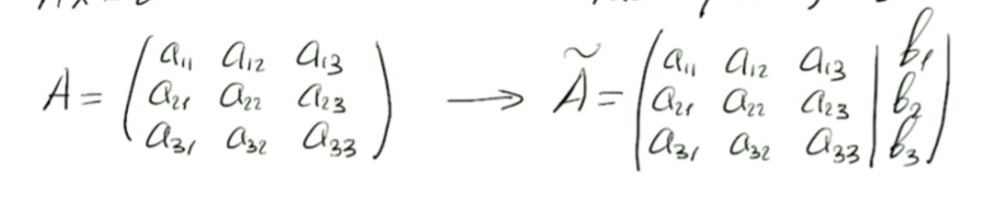 A = ( a₁₁ a₁₂ a₁₃ ) → Ã = ( a₁₁ a₁₂ a₁₃ | b₁ )
( a₂₁ a₂₂ a₂₃ ) ( a₂₁ a₂₂ a₂₃ | b₂ )
( a₃₁ a₃₂ a₃₃ ) ( a₃₁ a₃₂ a₃₃ | b₃ )